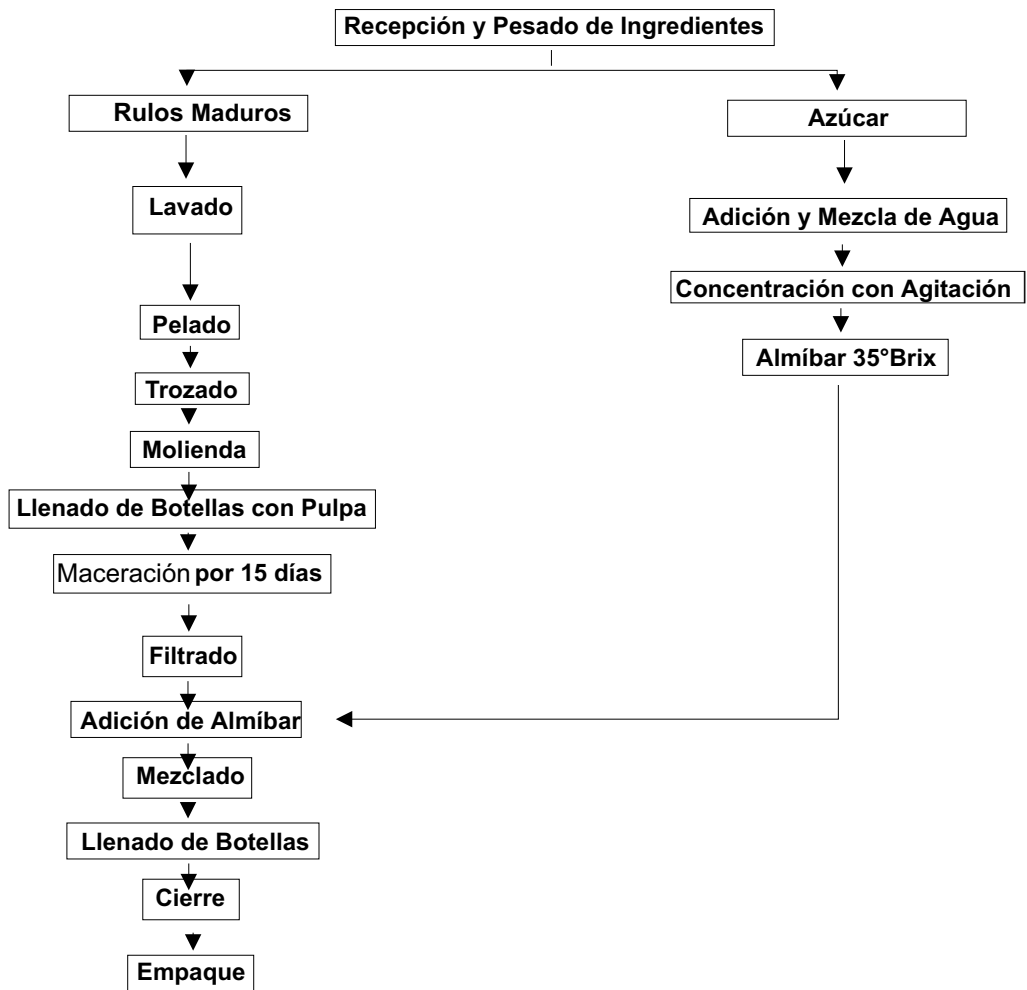 Recepción y Pesado de Ingredientes
Rulos Maduros
Azúcar
Lavado
Adición y Mezcla de Agua
Concentración con Agitación
Pelado
Almíbar 35°Brix
Trozado
Molienda
Llenado de Botellas con Pulpa
Maceración por 15 días
Filtrado
Adición de Almíbar
Mezclado
Llenado de Botellas
Cierre
Empaque